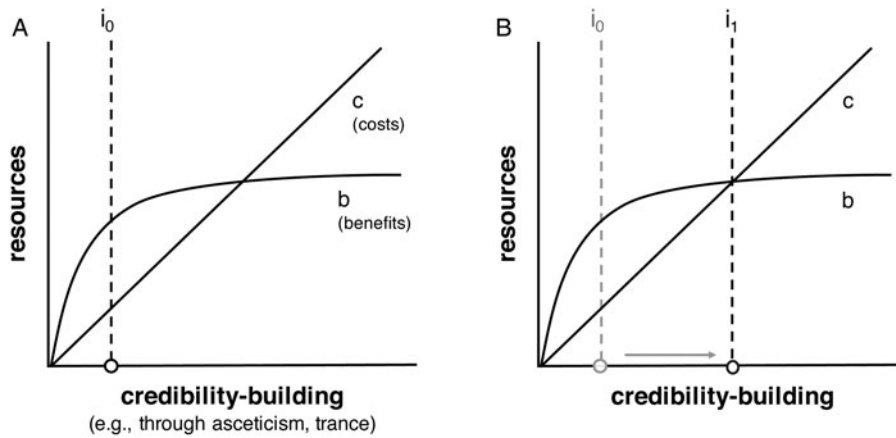 A
i0
resources
c
(costs)
b
(benefits)
credibility-building
(e.g., through asceticism, trance)
B
i0
i1
resources
c
b
credibility-building